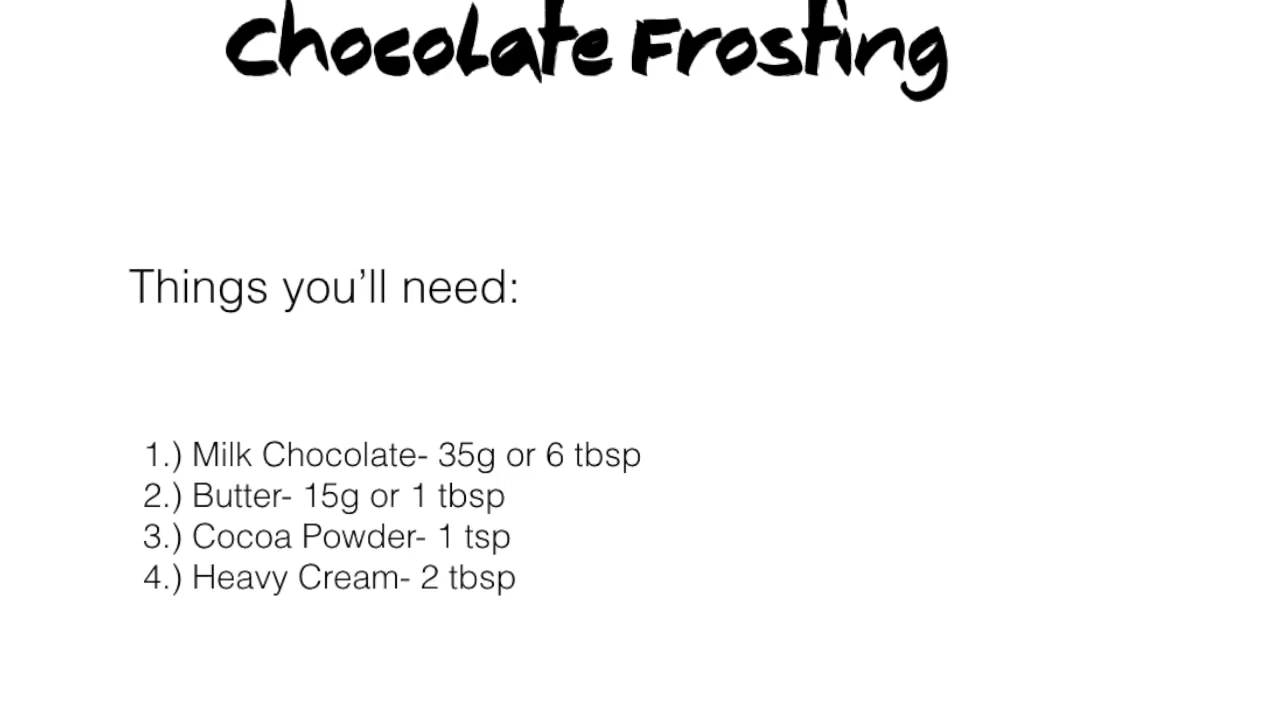 Chocolate Frosting
Things you’ll need:
1.) Milk Chocolate- 35g or 6 tbsp
2.) Butter- 15g or 1 tbsp
3.) Cocoa Powder- 1 tsp
4.) Heavy Cream- 2 tbsp